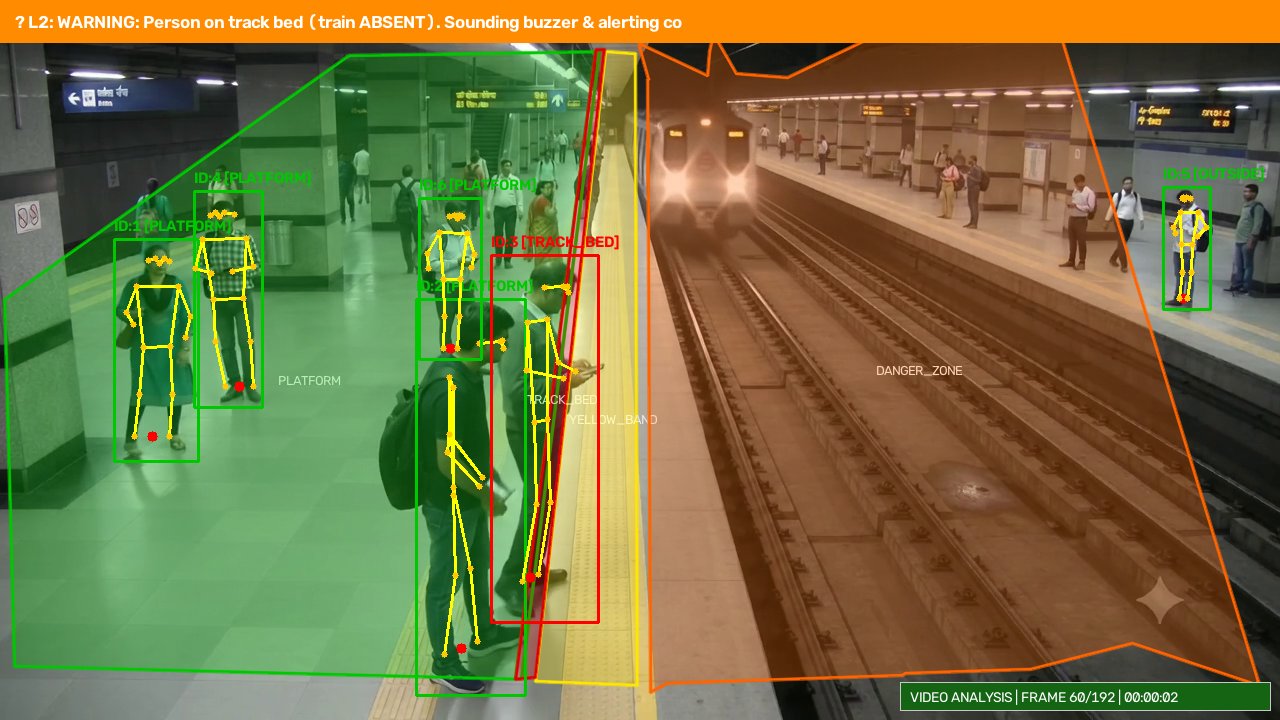 ? L2: WARNING: Person on track bed (train ABSENT). Sounding buzzer & alerting co
ID:4 [PLATFORM]
ID:1 [PLATFORM]
ID:6 [PLATFORM]
ID:3 [TRACK_BED]
ID:2 [PLATFORM]
[OUTSIDE]
PLATFORM
TRACK_BED
YELLOW_BAND
DANGER_ZONE
VIDEO ANALYSIS | FRAME 60/192 | 00:00:02